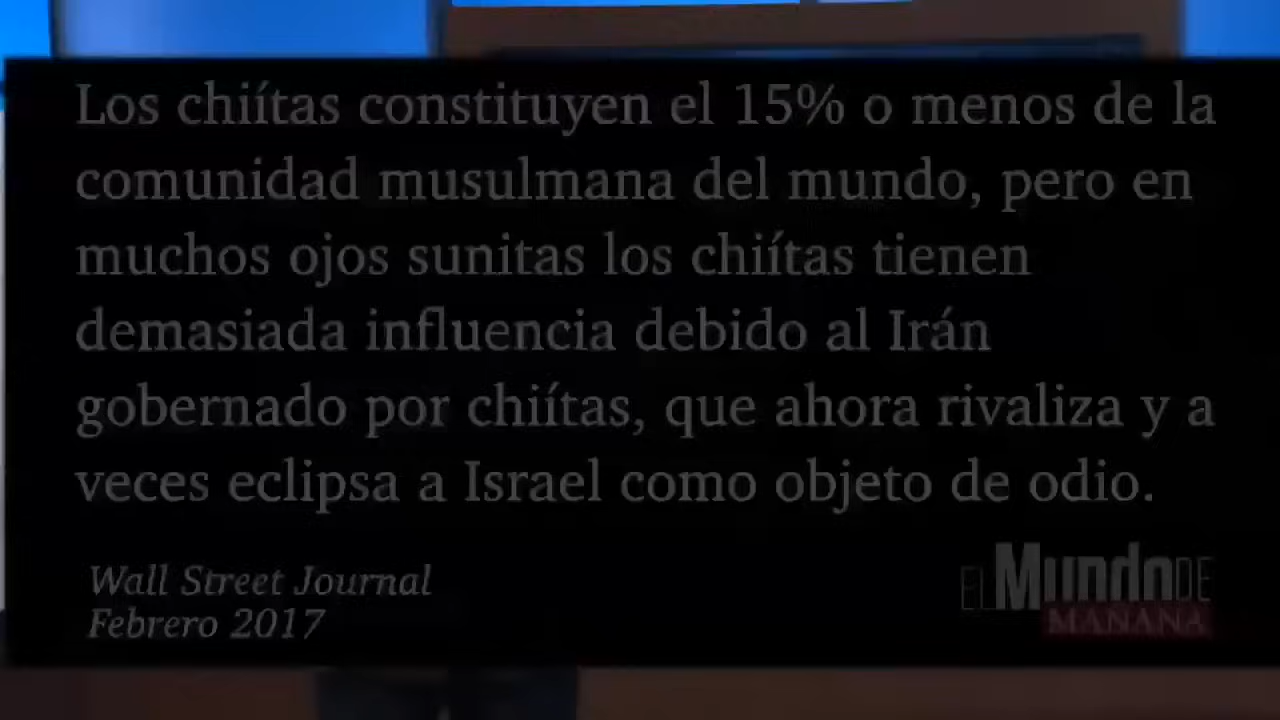 Los chiítas constituyen el 15% o menos de la
comunidad musulmana del mundo, pero en
muchos ojos sunitas los chiítas tienen
demasiada influencia debido al Irán
gobernado por chiítas, que ahora rivaliza y a
veces eclipsa a Israel como objeto de odio.
Wall Street Journal
Febrero 2017
EL Mundo DE
MAÑANA